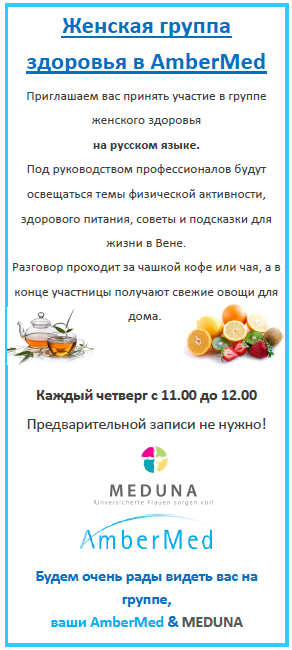 Женская группа
здоровья в AmberMed
Приглашаем вас принять участие в группе
женского здоровья
на русском языке.
Под руководством профессионалов будут
освещаться темы физической активности,
здорового питания, советы и подсказки для
жизни в Вене.
Разговор проходит за чашкой кофе или чая, а в
конце участницы получают свежие овощи для
дома.
Каждый четверг с 11.00 до 12.00
Предварительной записи не нужно!
MEDUNA
Unversicherte Frauen sorgen vor!
AmberMed
Будем очень рады видеть вас на
группе,
ваши AmberMed & MEDUNA